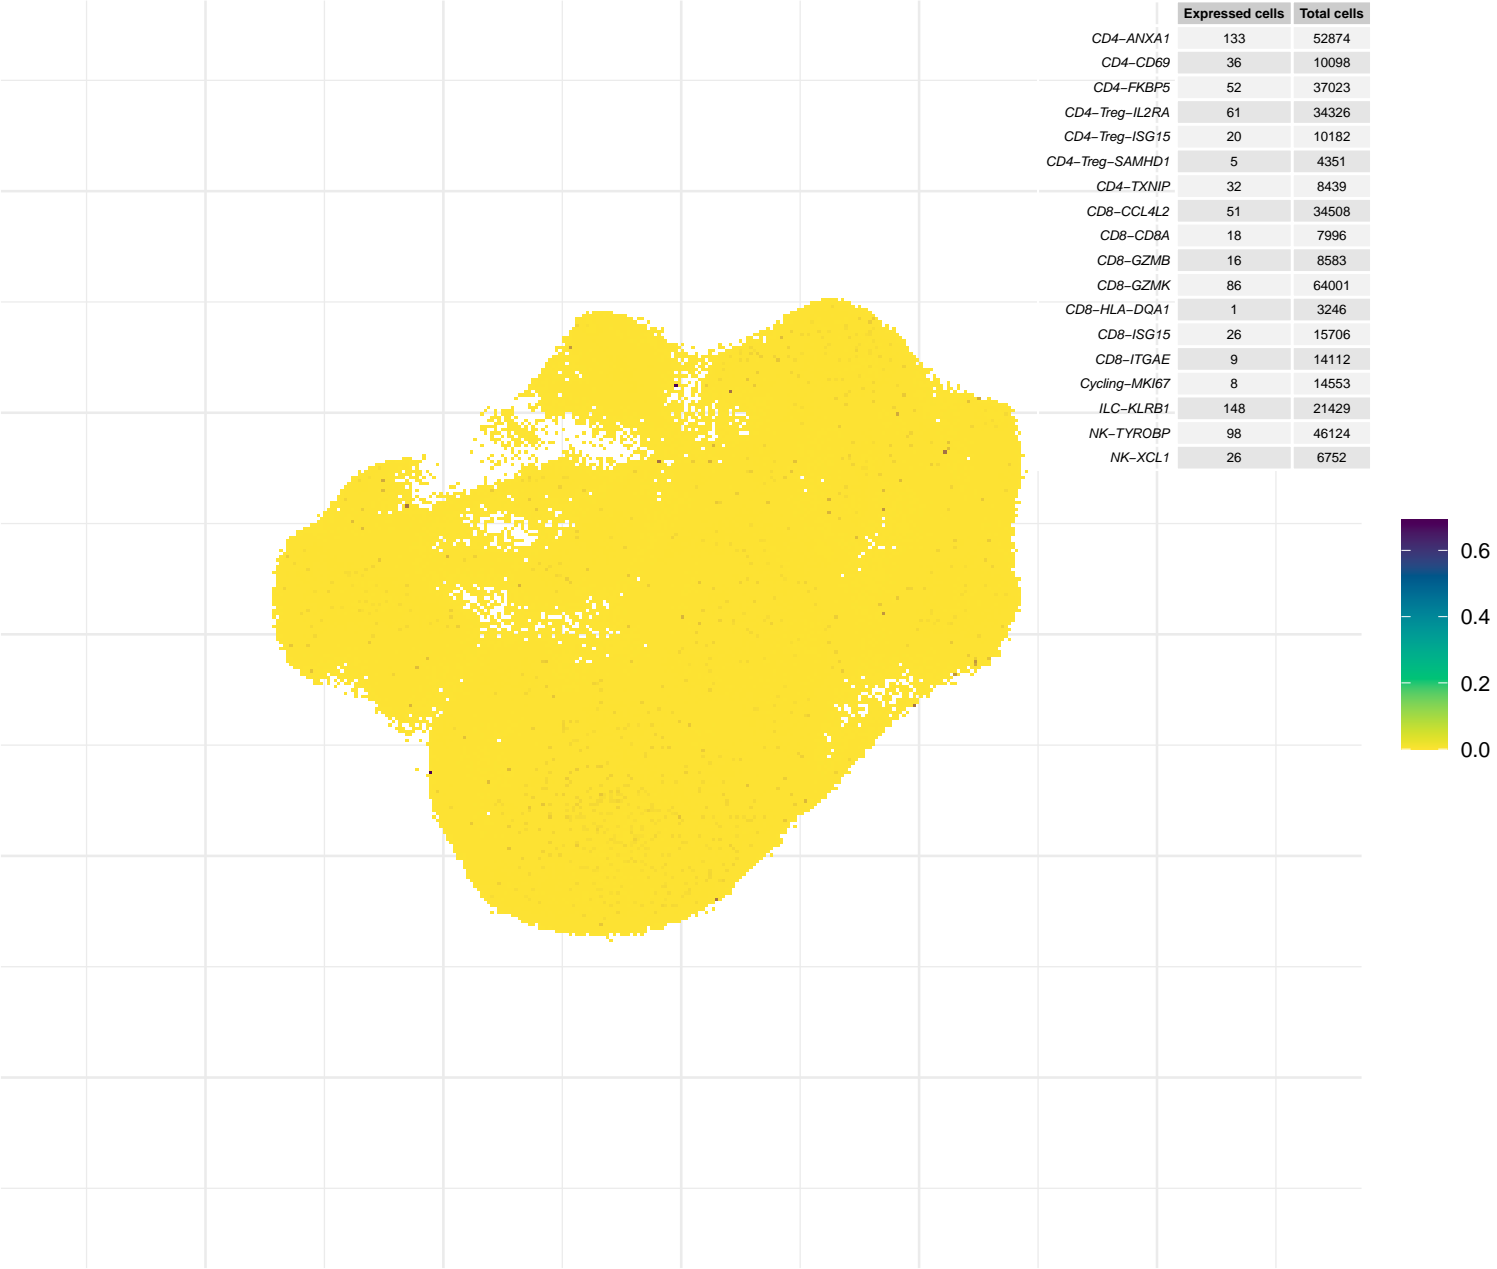 Expressed cells Total cells
CD4−ANXA1 133 52874
CD4−CD69 36 10098
CD4−FKBP5 52 37023
CD4−Treg−IL2RA 61 34326
CD4−Treg−ISG15 20 10182
CD4−Treg−SAMHD1 5 4351
CD4−TXNIP 32 8439
CD8−CCL4L2 51 34508
CD8−CD8A 18 7996
CD8−GZMB 16 8583
CD8−GZMK 86 64001
CD8−HLA−DQA1 1 3246
CD8−ISG15 26 15706
CD8−ITGAE 9 14112
Cycling−MKI67 8 14553
ILC−KLRB1 148 21429
NK−TYROBP 98 46124
NK−XCL1 26 6752
0.6
0.4
0.2
0.0